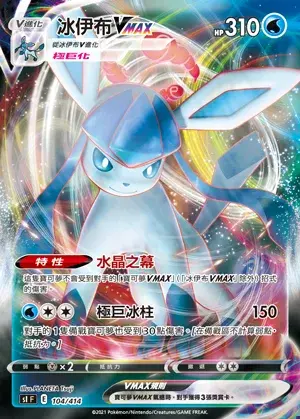 V進化
冰伊布VMAX
HP 310
從冰伊布V進化
極巨化
特性 水晶之幕
這隻寶可夢不會受到對手的「寶可夢VMAX」(「冰伊布VMAX」除外)招式
的傷害。
極巨冰柱 150
對手的1隻備戰寶可夢也受到30點傷害。[在備戰區不計算弱點、
抵抗力。]
弱點 ×2 抵抗力 撤退
VMAX規則
寶可夢VMAX氣絕時,對手獲得3張獎賞卡。
Illus. PLANETA Tsuji
sI F E 104/414
©2021 Pokémon/Nintendo/Creatures/GAME FREAK.